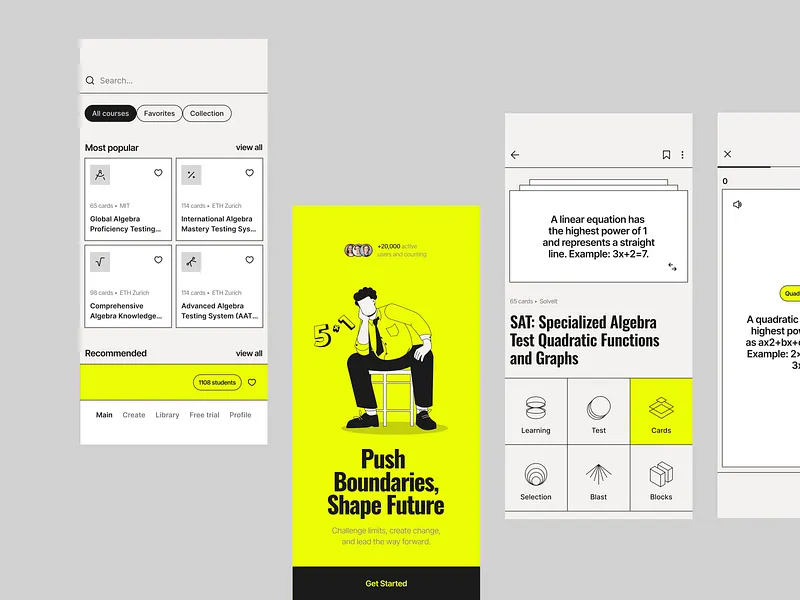 Search...
All courses
Favorites
Collection
Most popular
view all
65 cards • MIT
Global Algebra
Proficiency Testing...
114 cards • ETH Zurich
International Algebra
Mastery Testing Sys...
98 cards • ETH Zurich
Comprehensive
Algebra Knowledge...
114 cards • ETH Zurich
Advanced Algebra
Testing System (AAT...
Recommended
view all
1108 students
Main
Create
Library
Free trial
Profile
+20,000 active
users and counting
5+1
Push
Boundaries,
Shape Future
Challenge limits, create change,
and lead the way forward.
Get Started
A linear equation has
the highest power of 1
and represents a straight
line. Example: 3x+2=7.
65 cards • SolveIt
SAT: Specialized Algebra
Test Quadratic Functions
and Graphs
Learning
Test
Cards
Selection
Blast
Blocks
0
Quad
A quadratic
highest pow
as ax2+bx+c
Example: 2x
3x